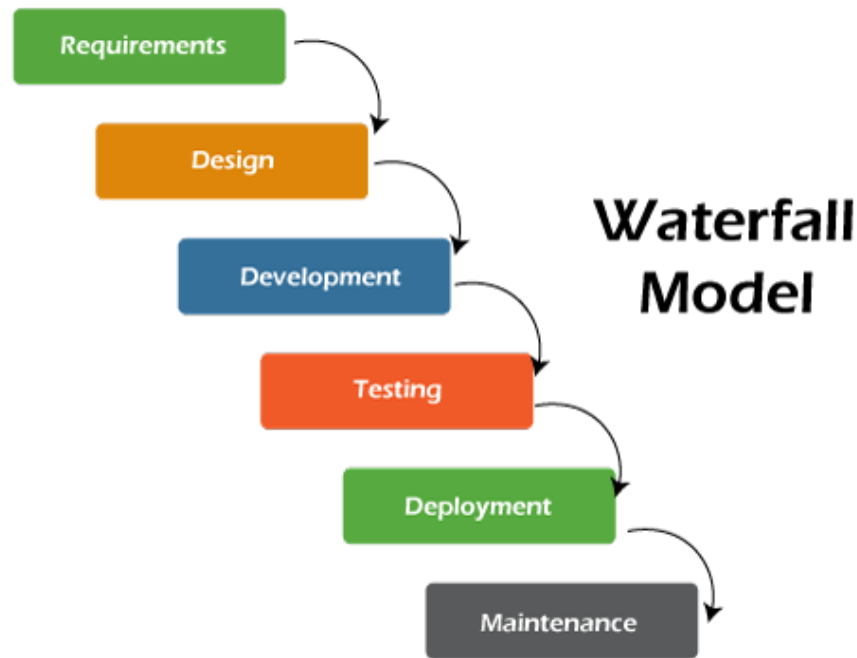 Requirements
Design
Development
Testing
Deployment
Maintenance
Waterfall
Model